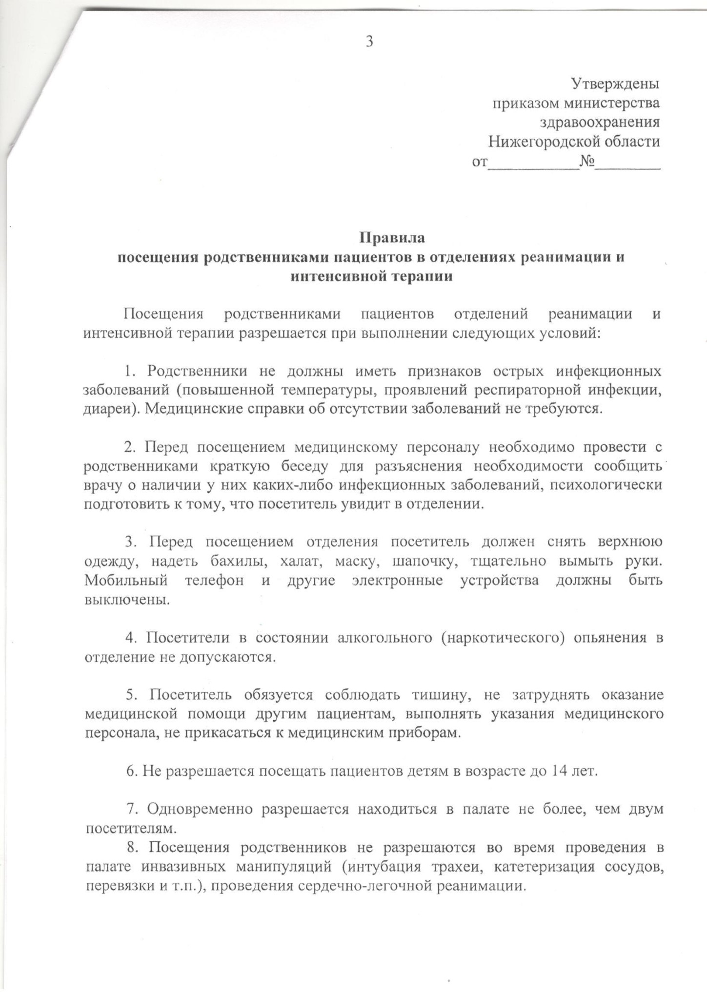 3
Утверждены
приказом министерства
здравоохранения
Нижегородской области
от___________№________
Правила
посещения родственниками пациентов в отделениях реанимации и
интенсивной терапии
Посещения родственниками пациентов отделений реанимации и
интенсивной терапии разрешается при выполнении следующих условий:
1. Родственники не должны иметь признаков острых инфекционных
заболеваний (повышенной температуры, проявлений респираторной инфекции,
диареи). Медицинские справки об отсутствии заболеваний не требуются.
2. Перед посещением медицинскому персоналу необходимо провести с
родственниками краткую беседу для разъяснения необходимости сообщить
врачу о наличии у них каких-либо инфекционных заболеваний, психологически
подготовить к тому, что посетитель увидит в отделении.
3. Перед посещением отделения посетитель должен снять верхнюю
одежду, надеть бахилы, халат, маску, шапочку, тщательно вымыть руки.
Мобильный телефон и другие электронные устройства должны быть
выключены.
4. Посетители в состоянии алкогольного (наркотического) опьянения в
отделение не допускаются.
5. Посетитель обязуется соблюдать тишину, не затруднять оказание
медицинской помощи другим пациентам, выполнять указания медицинского
персонала, не прикасаться к медицинским приборам.
6. Не разрешается посещать пациентов детям в возрасте до 14 лет.
7. Одновременно разрешается находиться в палате не более, чем двум
посетителям.
8. Посещения родственников не разрешаются во время проведения в
палате инвазивных манипуляций (интубация трахеи, катетеризация сосудов,
перевязки и т.п.), проведения сердечно-легочной реанимации.